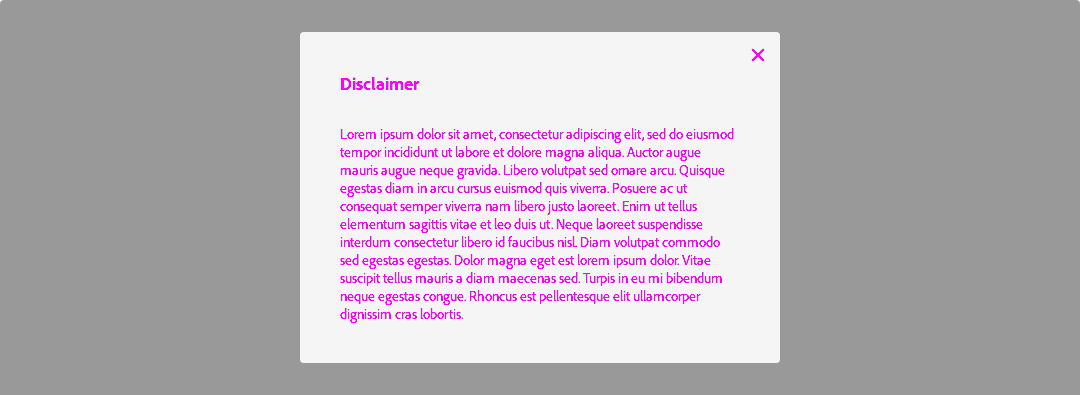 Disclaimer
Lorem ipsum dolor sit amet, consectetur adipiscing elit, sed do eiusmod
tempor incididunt ut labore et dolore magna aliqua. Auctor augue
mauris augue neque gravida. Libero volutpat sed ornare arcu. Quisque
egestas diam in arcu cursus euismod quis viverra. Posuere ac ut
consequat semper viverra nam libero justo laoreet. Enim ut tellus
elementum sagittis vitae et leo duis ut. Neque laoreet suspendisse
interdum consectetur libero id faucibus nisl. Diam volutpat commodo
sed egestas egestas. Dolor magna eget est lorem ipsum dolor. Vitae
suscipit tellus mauris a diam maecenas sed. Turpis in eu mi bibendum
neque egestas congue. Rhoncus est pellentesque elit ullamcorper
dignissim cras lobortis.